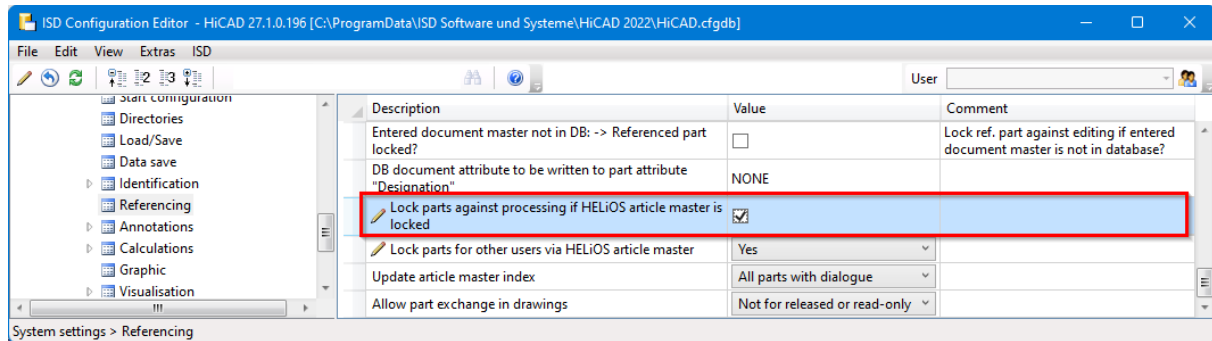 ISD Configuration Editor - HiCAD 27.1.0.196 [C:\ProgramData\ISD Software und Systeme\HiCAD 2022\HiCAD.cfgdb]
File Edit View Extras ISD
User
Start configuration
Directories
Load/Save
Data save
Identification
Referencing
Annotations
Calculations
Graphic
Visualisation
Description Value Comment
Entered document master not in DB: -> Referenced part
locked?
Lock ref. part against editing if entered
document master is not in database?
DB document attribute to be written to part attribute
"Designation"
NONE
Lock parts against processing if HELiOS article master is
locked
Lock parts for other users via HELiOS article master Yes
Update article master index All parts with dialogue
Allow part exchange in drawings Not for released or read-only
System settings > Referencing